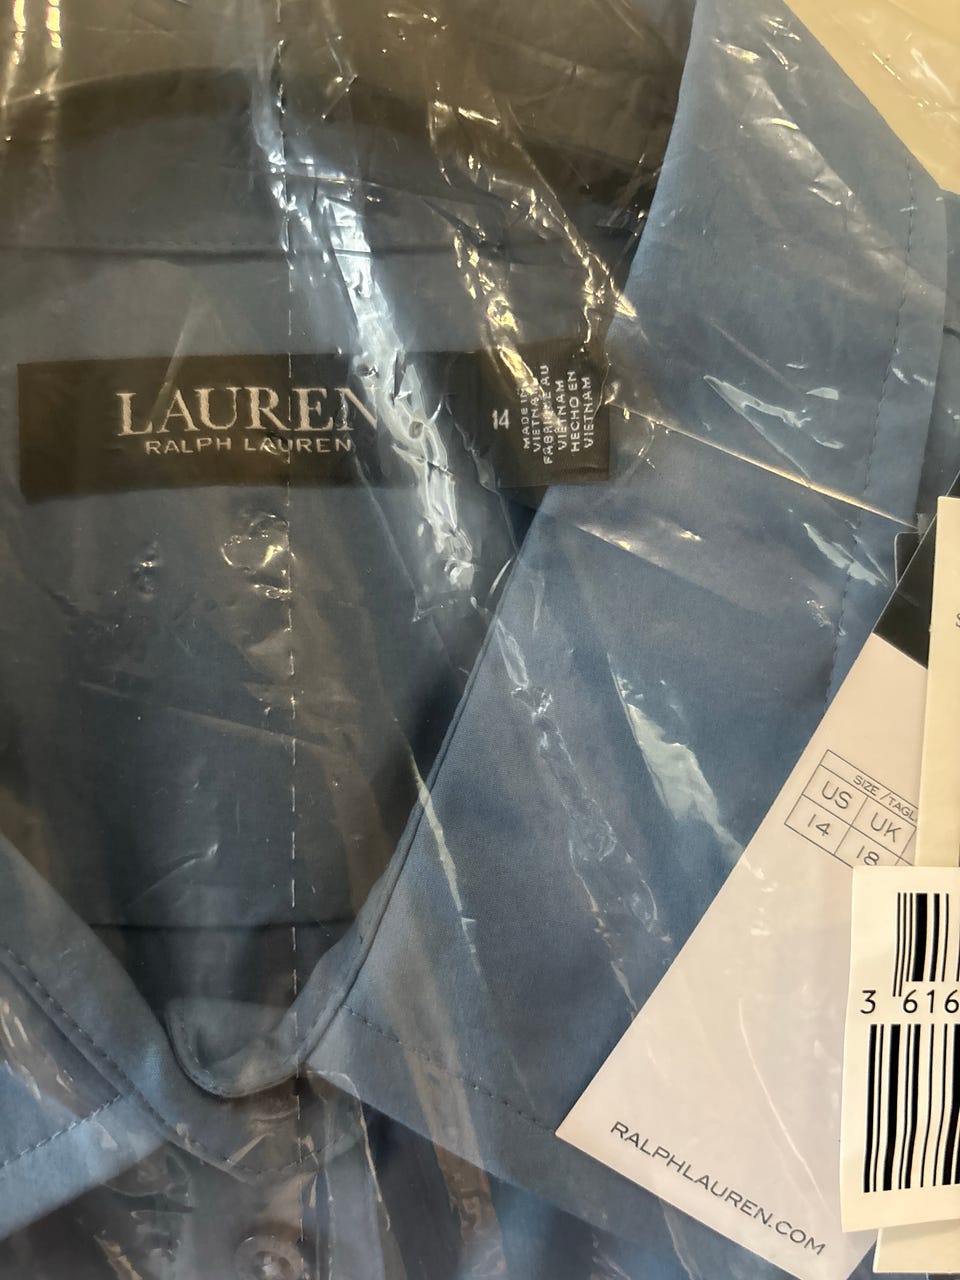 LAUREN
RALPH LAUREN
14
MADE IN
VIETNAM
FABRIQUÉ AU
VIETNAM
HECHO EN
VIETNAM
SIZE/TAGL
US UK
14 18
3 616
RALPHLAUREN.COM